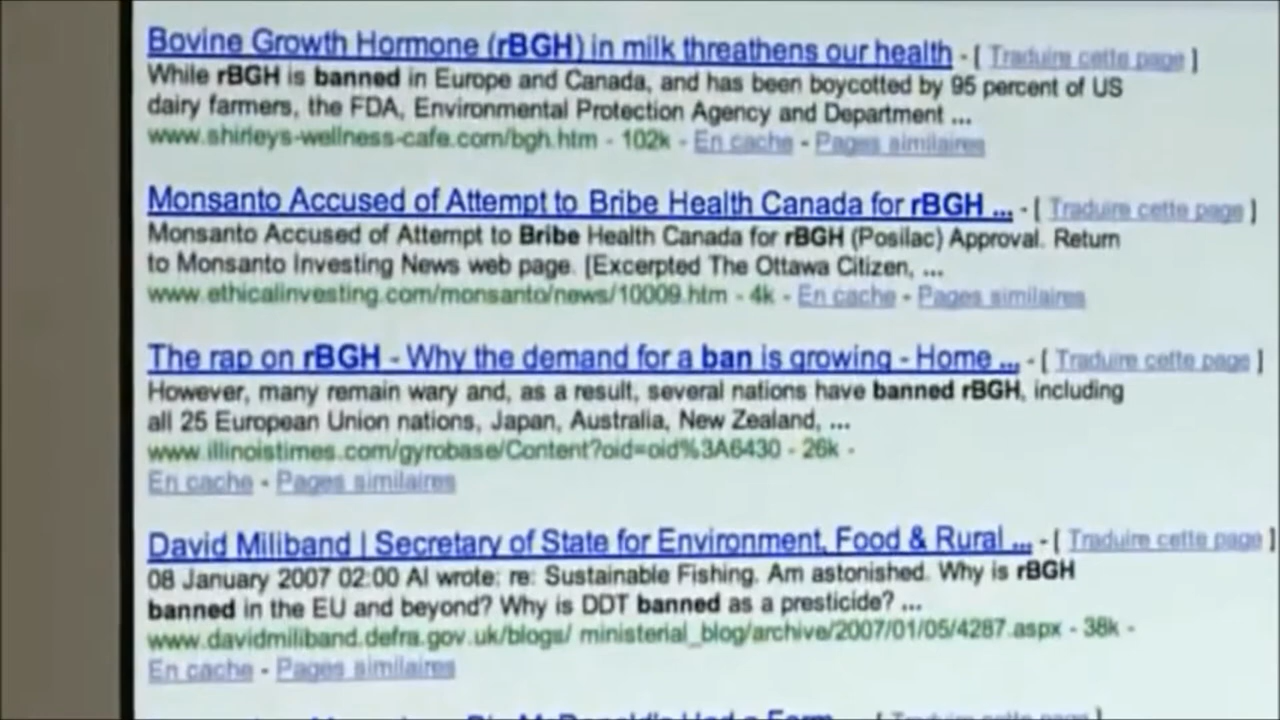 Bovine Growth Hormone (rBGH) in milk threathens our health - [ Traduire cette page ]
While rBGH is banned in Europe and Canada, and has been boycotted by 95 percent of US
dairy farmers, the FDA, Environmental Protection Agency and Department ...
www.shirleys-wellness-cafe.com/bgh.htm - 102k - En cache - Pages similaires
Monsanto Accused of Attempt to Bribe Health Canada for rBGH ... - [ Traduire cette page ]
Monsanto Accused of Attempt to Bribe Health Canada for rBGH (Posilac) Approval. Return
to Monsanto Investing News web page. [Excerpted The Ottawa Citizen, ...
www.ethicalinvesting.com/monsanto/news/10009.htm - 4k - En cache - Pages similaires
The rap on rBGH - Why the demand for a ban is growing - Home ... - [ Traduire cette page ]
However, many remain wary and, as a result, several nations have banned rBGH, including
all 25 European Union nations, Japan, Australia, New Zealand, ...
www.illinoistimes.com/gyrobase/Content?oid=oid%3A6430 - 26k -
En cache - Pages similaires
David Miliband | Secretary of State for Environment, Food & Rural ... - [ Traduire cette page ]
08 January 2007 02:00 Al wrote: re: Sustainable Fishing. Am astonished. Why is rBGH
banned in the EU and beyond? Why is DDT banned as a presticide? ...
www.davidmiliband.defra.gov.uk/blogs/ ministerial_blog/archive/2007/01/05/4287.aspx - 38k -
En cache - Pages similaires